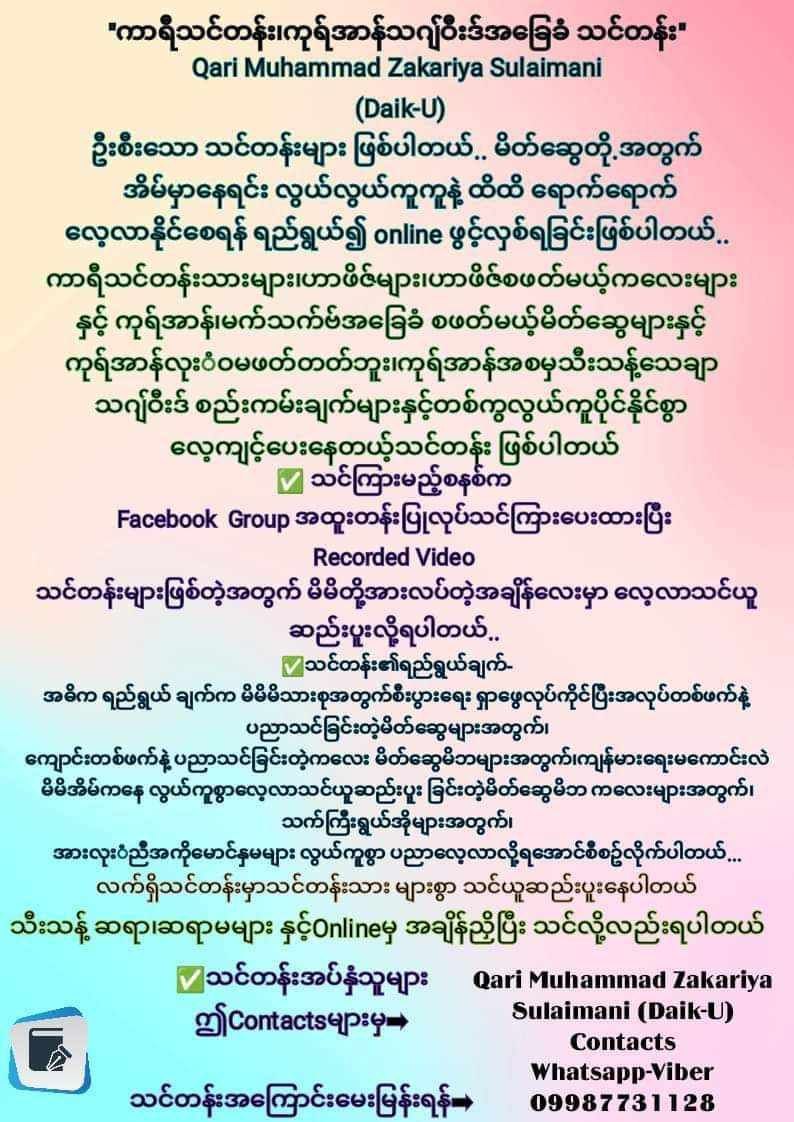 "ကာရီသင်တန်း၊ကုရ်အာန်သဂျ်ဝီးဒ်အခြေခံ သင်တန်း"
Qari Muhammad Zakariya Sulaimani
(Daik-U)
ဦးစီးသော သင်တန်းများ ဖြစ်ပါတယ်.. မိတ်ဆွေတို့.အတွက်
အိမ်မှာနေရင်း လွယ်လွယ်ကူကူနဲ့ ထိထိ ရောက်ရောက်
လေ့လာနိုင်စေရန် ရည်ရွယ်၍ online ဖွင့်လှစ်ရခြင်းဖြစ်ပါတယ်..
ကာရီသင်တန်းသားများ၊ဟာဖိဇ်များ၊ဟာဖိဇ်စဖတ်မယ့်ကလေးများ
နှင့် ကုရ်အာန်၊မက်သက်ဗ်အခြေခံ စဖတ်မယ့်မိတ်ဆွေများနှင့်
ကုရ်အာန်လုးံဝမဖတ်တတ်ဘူး၊ကုရ်အာန်အစမှသီးသန့်သေချာ
သဂျ်ဝီးဒ် စည်းကမ်းချက်များနှင့်တစ်ကွလွယ်ကူပိုင်နိုင်စွာ
လေ့ကျင့်ပေးနေတယ့်သင်တန်း ဖြစ်ပါတယ်
✅ သင်ကြားမည့်စနစ်က
Facebook Group အထူးတန်းပြုလုပ်သင်ကြားပေးထားပြီး
Recorded Video
သင်တန်းများဖြစ်တဲ့အတွက် မိမိတို့အားလပ်တဲ့အချိန်လေးမှာ လေ့လာသင်ယူ
ဆည်းပူးလို့ရပါတယ်..
✅သင်တန်း၏ရည်ရွယ်ချက်-
အဓိက ရည်ရွယ် ချက်က မိမိမိသားစုအတွက်စီးပွားရေး ရှာဖွေလုပ်ကိုင်ပြီးအလုပ်တစ်ဖက်နဲ့
ပညာသင်ခြင်းတဲ့မိတ်ဆွေများအတွက်၊
ကျောင်းတစ်ဖက်နဲ့ ပညာသင်ခြင်းတဲ့ကလေး မိတ်ဆွေမိဘများအတွက်၊ကျန်မားရေးမကောင်းလဲ
မိမိအိမ်ကနေ လွယ်ကူစွာလေ့လာသင်ယူဆည်းပူး ခြင်းတဲ့မိတ်ဆွေမိဘ ကလေးများအတွက်၊
သက်ကြီးရွယ်အိုများအတွက်၊
အားလုးံညီအကိုမောင်နှမများ လွယ်ကူစွာ ပညာလေ့လာလို့ရအောင်စီစဥ်လိုက်ပါတယ်...
လက်ရှိသင်တန်းမှာသင်တန်းသား များစွာ သင်ယူဆည်းပူးနေပါတယ်
သီးသန့် ဆရာ၊ဆရာမများ နှင့်Onlineမှ အချိန်ညှိပြီး သင်လို့လည်းရပါတယ်
✅သင်တန်းအပ်နှံသူများ
ဤContactsများမှ➡
သင်တန်းအကြောင်းမေးမြန်းရန်➡
Qari Muhammad Zakariya
Sulaimani (Daik-U)
Contacts
Whatsapp-Viber
09987731128